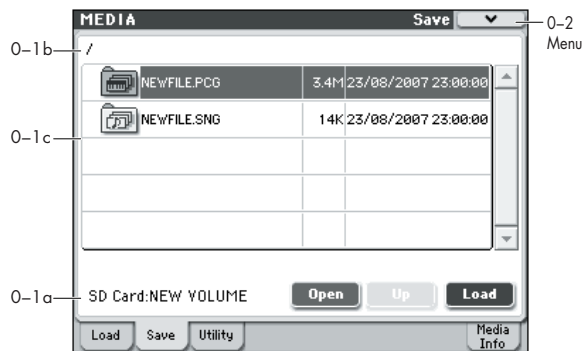 MEDIA Save
0–2
Menu
0–1b
/
NEWFILE.PCG 3.4M 23/08/2007 23:00:00
NEWFILE.SNG 14K 23/08/2007 23:00:00
0–1c
0–1a
SD Card:NEW VOLUME Open Up Load
Load Save Utility Media Info